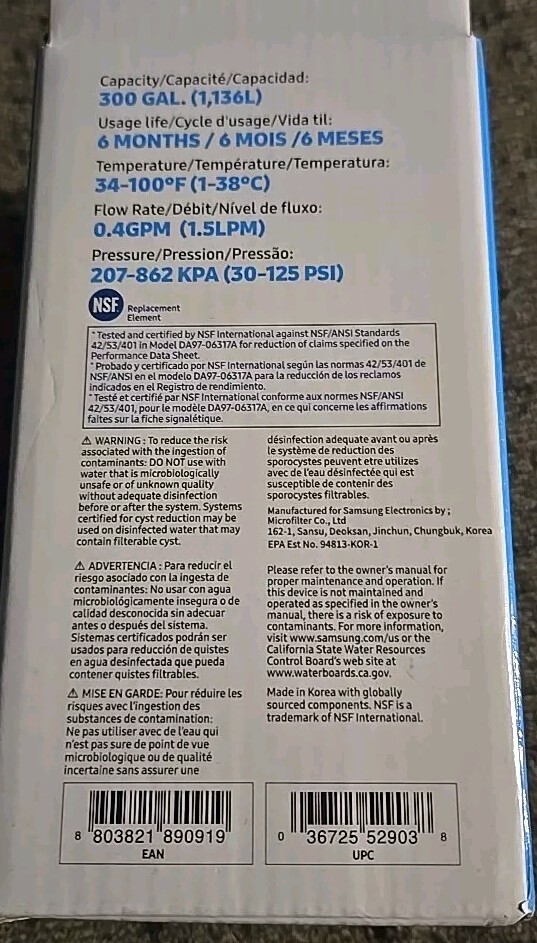 Capacity/Capacité/Capacidad:
300 GAL. (1,136L)
Usage life/Cycle d'usage/Vida til:
6 MONTHS / 6 MOIS /6 MESES
Temperature/Température/Temperatura:
34-100°F (1-38°C)
Flow Rate/Débit/Nível de fluxo:
0.4GPM (1.5LPM)
Pressure/Pression/Pressão:
207-862 KPA (30-125 PSI)
NSF Replacement
Element
*Tested and certified by NSF International against NSF/ANSI Standards
42/53/401 in Model DA97-06317A for reduction of claims specified on the
Performance Data Sheet.
*Probado y certificado por NSF International según las normas 42/53/401 de
NSF/ANSI en el modelo DA97-06317A para la reducción de los reclamos
indicados en el Registro de rendimiento.
*Testé et certifié par NSF International conforme aux normes NSF/ANSI
42/53/401, pour le modèle DA97-06317A, en ce qui concerne les affirmations
faites sur la fiche signalétique.
⚠ WARNING : To reduce the risk
associated with the ingestion of
contaminants: DO NOT use with
water that is microbiologically
unsafe or of unknown quality
without adequate disinfection
before or after the system. Systems
certified for cyst reduction may be
used on disinfected water that may
contain filterable cyst.
⚠ ADVERTENCIA : Para reducir el
riesgo asociado con la ingesta de
contaminantes: No usar con agua
microbiológicamente insegura o de
calidad desconocida sin adecuar
antes o después del sistema.
Sistemas certificados podrán ser
usados para reducción de quistes
en agua desinfectada que pueda
contener quistes filtrables.
⚠ MISE EN GARDE: Pour réduire les
risques avec l'ingestion des
substances de contamination:
Ne pas utiliser avec de l'eau qui
n'est pas sure de point de vue
microbiologique ou de qualité
incertaine sans assurer une
désinfection adequate avant ou après
le système de reduction des
sporocystes peuvent etre utilizes
avec de l'eau désinfectée qui est
susceptible de contenir des
sporocystes filtrables.
Manufactured for Samsung Electronics by ;
Microfilter Co., Ltd
162-1, Sansu, Deoksan, Jinchun, Chungbuk, Korea
EPA Est No. 94813-KOR-1
Please refer to the owner's manual for
proper maintenance and operation. If
this device is not maintained and
operated as specified in the owner's
manual, there is a risk of exposure to
contaminants. For more information,
visit www.samsung.com/us or the
California State Water Resources
Control Board's web site at
www.waterboards.ca.gov.
Made in Korea with globally
sourced components. NSF is a
trademark of NSF International.
8 803821 890919
EAN
0 36725 52903 8
UPC